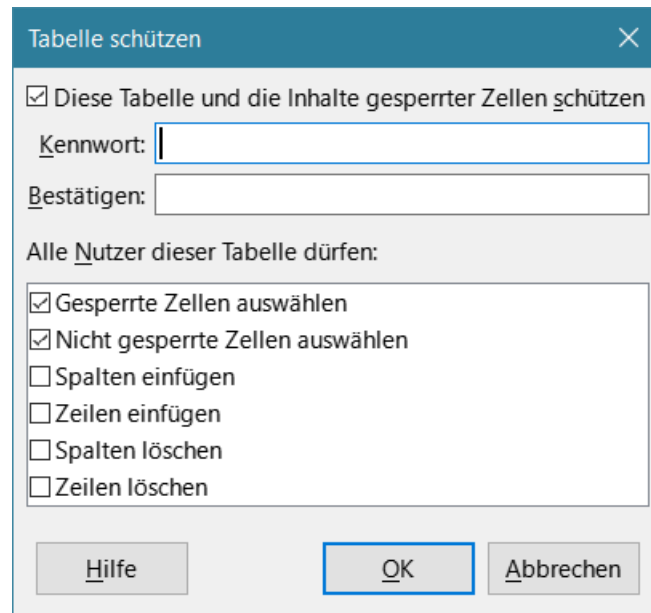 Tabelle schützen
Diese Tabelle und die Inhalte gesperrter Zellen schützen
Kennwort:
Bestätigen:
Alle Nutzer dieser Tabelle dürfen:
Gesperrte Zellen auswählen
Nicht gesperrte Zellen auswählen
Spalten einfügen
Zeilen einfügen
Spalten löschen
Zeilen löschen
Hilfe OK Abbrechen